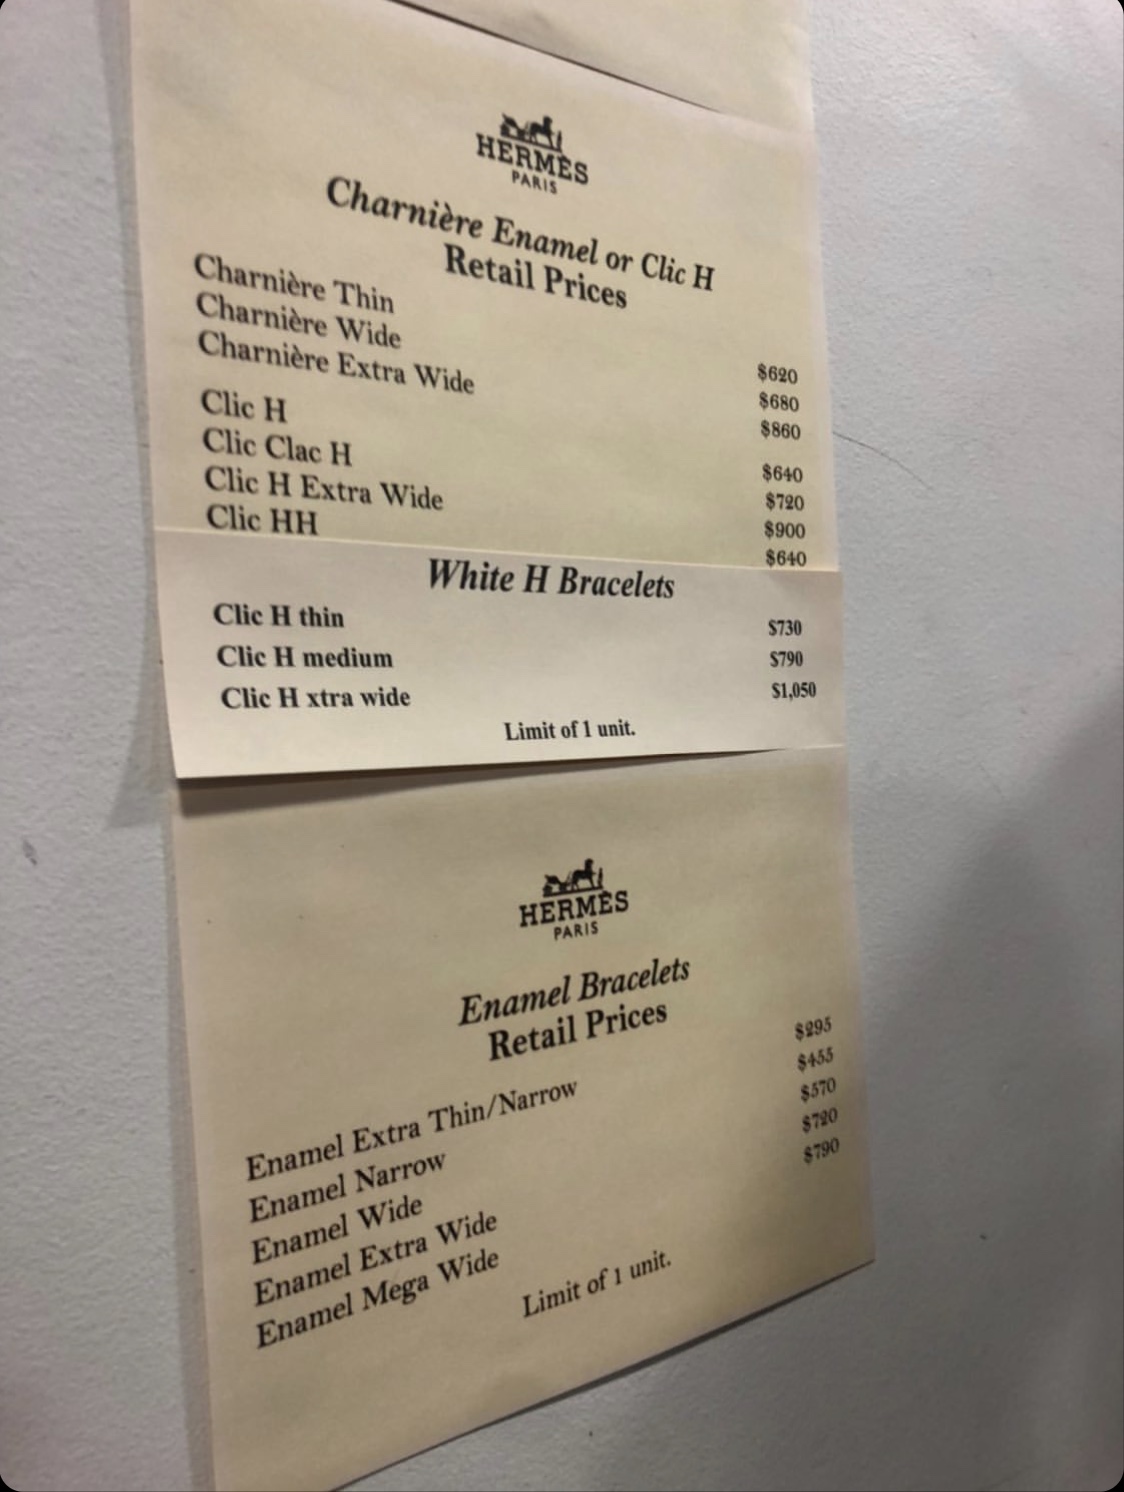 HERMÈS
PARIS
Charnière Enamel or Clic H
Retail Prices
Charnière Thin $620
Charnière Wide $680
Charnière Extra Wide $860
Clic H $640
Clic Clac H $720
Clic H Extra Wide $900
Clic HH $640
White H Bracelets
Clic H thin $730
Clic H medium $790
Clic H xtra wide $1,050
Limit of 1 unit.
HERMÈS
PARIS
Enamel Bracelets
Retail Prices
Enamel Extra Thin/Narrow $295
Enamel Narrow $455
Enamel Wide $570
Enamel Extra Wide $720
Enamel Mega Wide $790
Limit of 1 unit.